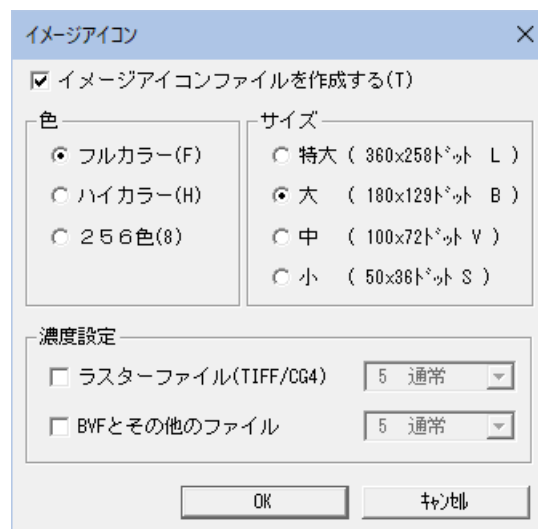 イメージアイコン
イメージアイコンファイルを作成する(T)
色
フルカラー(F)
ハイカラー(H)
256色(8)
サイズ
特大 ( 360x258ﾄﾞｯﾄ L )
大 ( 180x129ﾄﾞｯﾄ B )
中 ( 100x72ﾄﾞｯﾄ V )
小 ( 50x36ﾄﾞｯﾄ S )
濃度設定
ラスターファイル(TIFF/CG4) 5 通常
BVFとその他のファイル 5 通常
OK ｷｬﾝｾﾙ